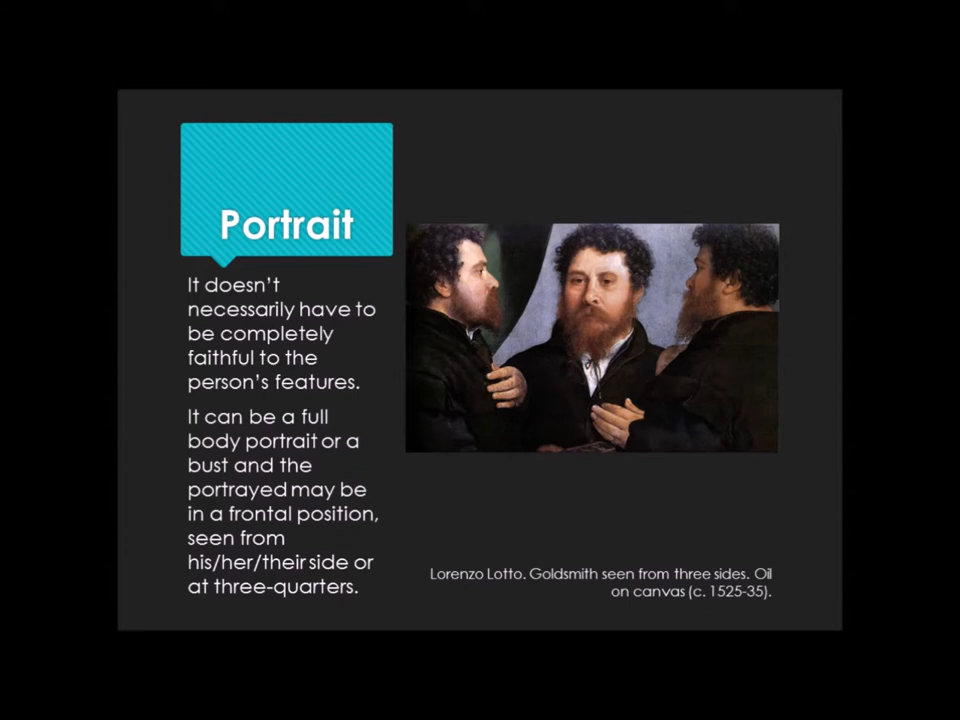 Portrait
It doesn't
necessarily have to
be completely
faithful to the
person's features.
It can be a full
body portrait or a
bust and the
portrayed may be
in a frontal position,
seen from
his/her/their side or
at three-quarters.
Lorenzo Lotto. Goldsmith seen from three sides. Oil
on canvas (c. 1525-35).